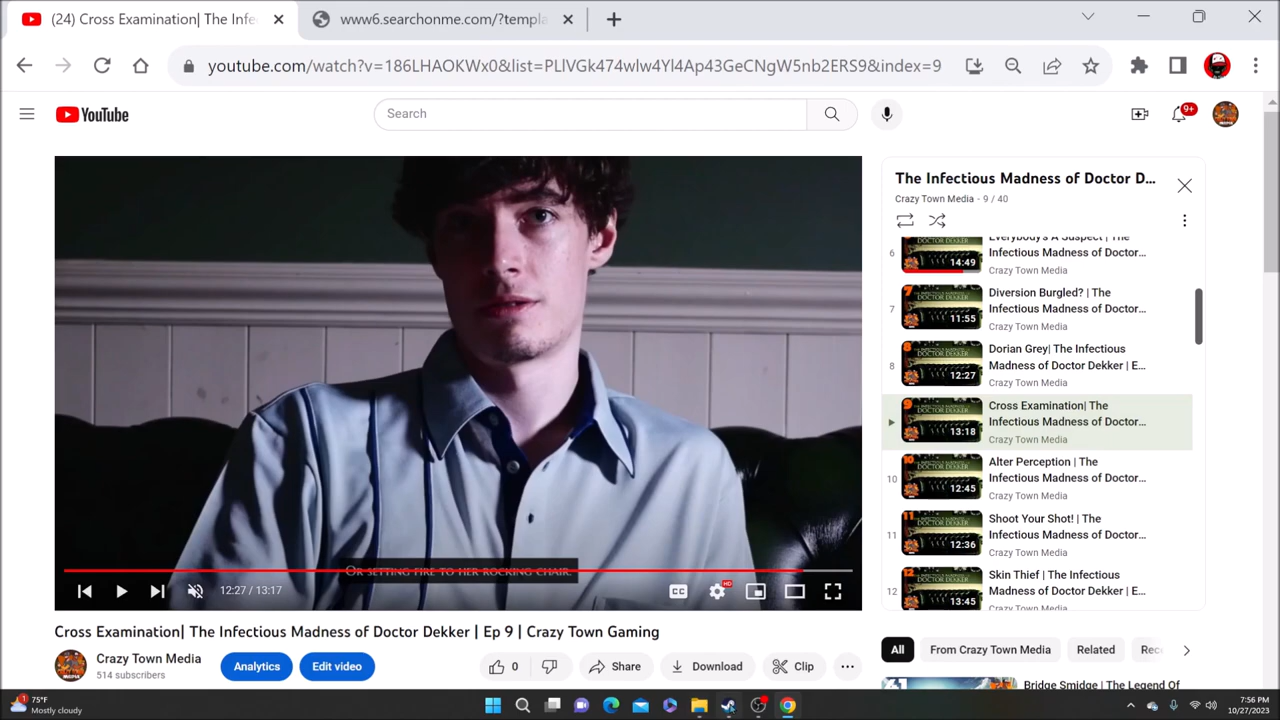 (24) Cross Examination| The Infe
www6.searchonme.com/?templa
youtube.com/watch?v=186LHAOKWx0&list=PLlVGk474wlw4Yl4Ap43GeCNgW5nb2ERS9&index=9
YouTube
Search
9+
OR SETTING FIRE TO HER ROCKING CHAIR.
12:27 / 13:17
CC
HD
Cross Examination| The Infectious Madness of Doctor Dekker | Ep 9 | Crazy Town Gaming
Crazy Town Media
514 subscribers
Analytics
Edit video
0
Share
Download
Clip
The Infectious Madness of Doctor D...
Crazy Town Media - 9 / 40
6
14:49
Everybody's A Suspect | The
Infectious Madness of Doctor...
Crazy Town Media
7
11:55
Diversion Burgled? | The
Infectious Madness of Doctor...
Crazy Town Media
8
12:27
Dorian Grey| The Infectious
Madness of Doctor Dekker | E...
Crazy Town Media
9
13:18
Cross Examination| The
Infectious Madness of Doctor...
Crazy Town Media
10
12:45
Alter Perception | The
Infectious Madness of Doctor...
Crazy Town Media
11
12:36
Shoot Your Shot! | The
Infectious Madness of Doctor...
Crazy Town Media
12
13:45
Skin Thief | The Infectious
Madness of Doctor Dekker | E...
Crazy Town Media
All
From Crazy Town Media
Related
Rec
Bridge Smidge | The Legend Of
1
75°F
Mostly cloudy
7:56 PM
10/27/2023